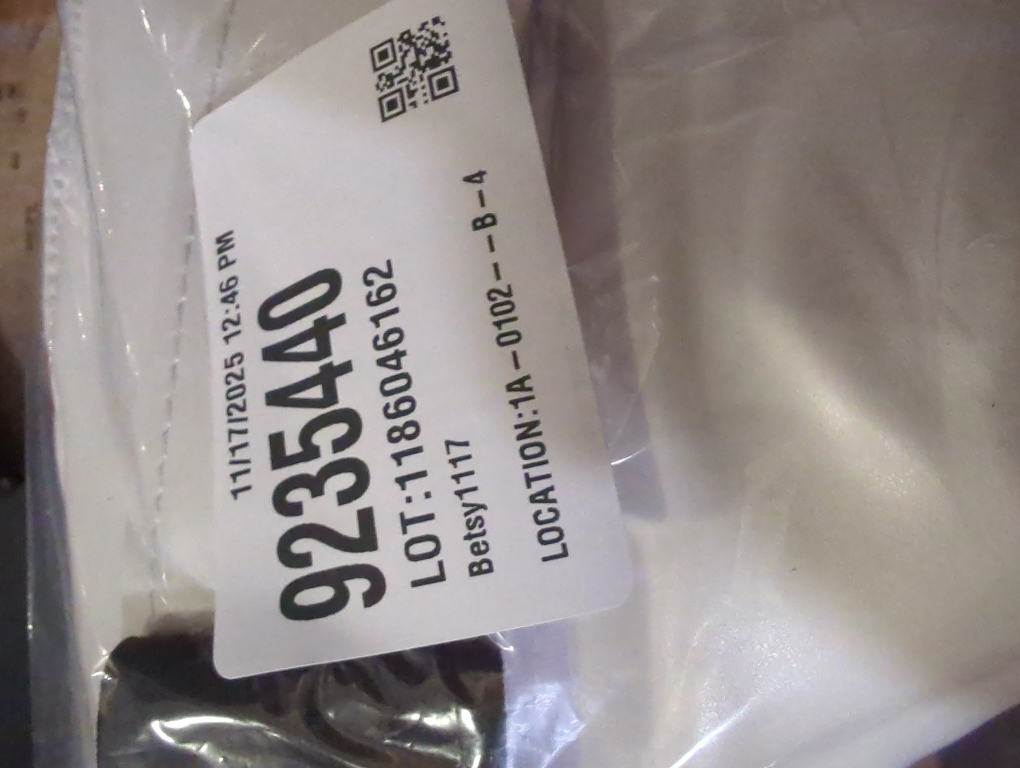 11/17/2025 12:46 PM
9235440
LOT:1186046162
Betsy1117
LOCATION:1A-0102--B-4